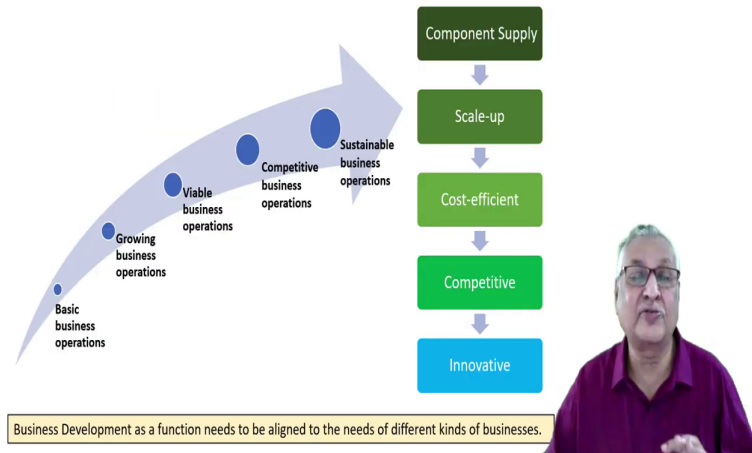 Component Supply
Scale-up
Cost-efficient
Competitive
Innovative
Sustainable
business
operations
Competitive
business
operations
Viable
business
operations
Growing
business
operations
Basic
business
operations
Business Development as a function needs to be aligned to the needs of different kinds of businesses.